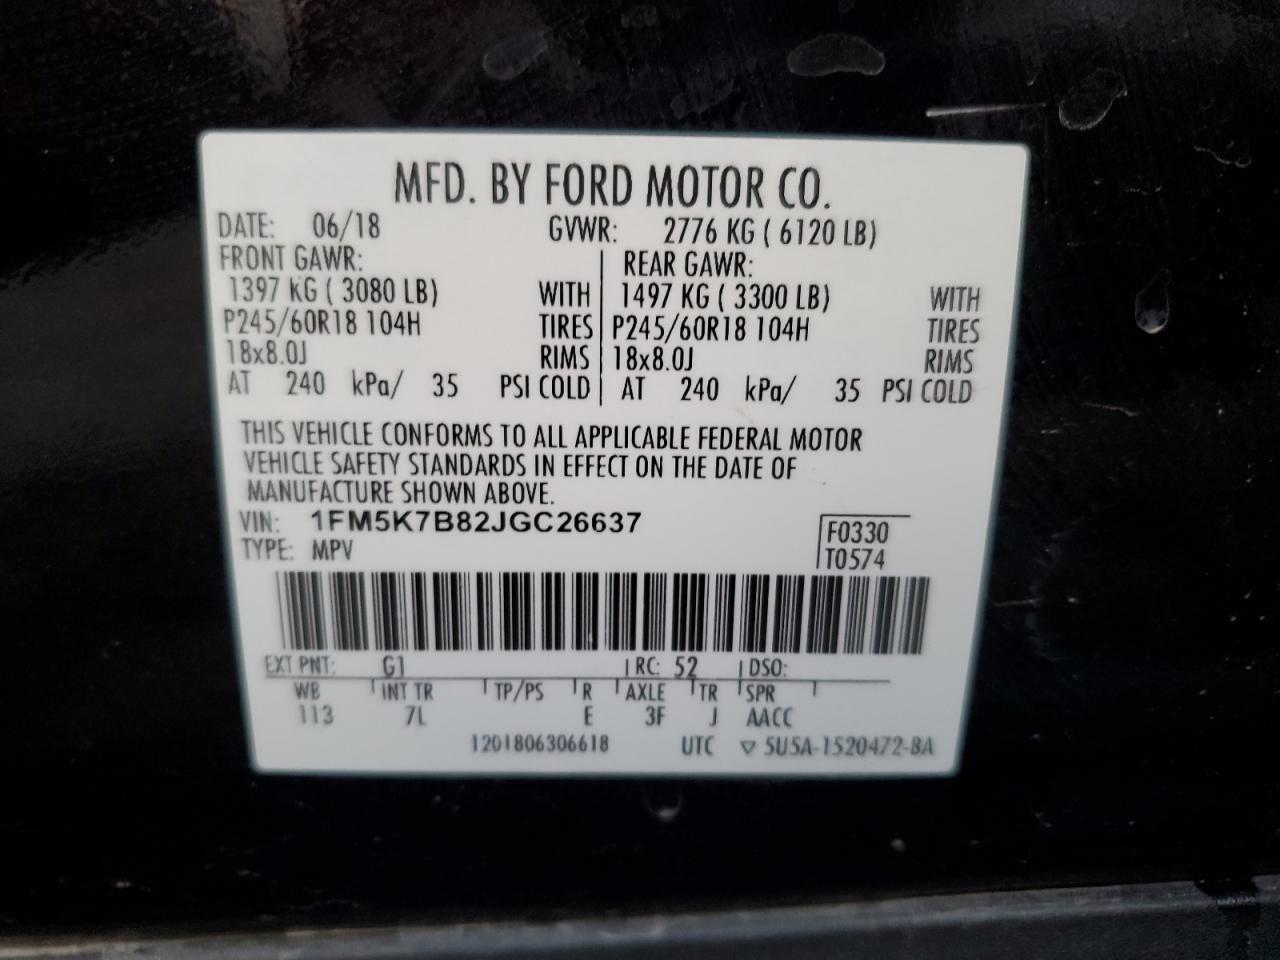 MFD. BY FORD MOTOR CO.
DATE: 06/18 GVWR: 2776 KG ( 6120 LB)
FRONT GAWR: REAR GAWR:
1397 KG ( 3080 LB) WITH 1497 KG ( 3300 LB) WITH
P245/60R18 104H TIRES P245/60R18 104H TIRES
18x8.0J RIMS 18x8.0J RIMS
AT 240 kPa/ 35 PSI COLD AT 240 kPa/ 35 PSI COLD
THIS VEHICLE CONFORMS TO ALL APPLICABLE FEDERAL MOTOR
VEHICLE SAFETY STANDARDS IN EFFECT ON THE DATE OF
MANUFACTURE SHOWN ABOVE.
VIN: 1FM5K7B82JGC26637
TYPE: MPV
F0330
T0574
EXT PNT: G1 RC: 52 DSO:
WB INT TR TP/PS R AXLE TR SPR
113 7L E 3F J AACC
1201806306618 UTC ▽ 5U5A-1520472-BA